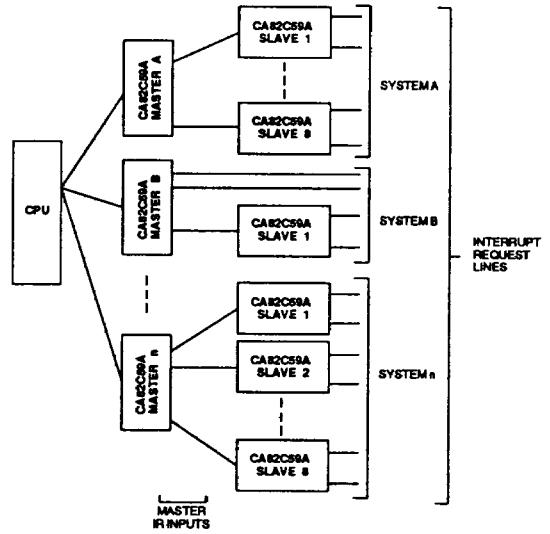 CPU
CA82C59A
MASTER A
CA82C59A
SLAVE 1
CA82C59A
SLAVE 8
SYSTEM A
CA82C59A
MASTER B
CA82C59A
SLAVE 1
SYSTEM B
CA82C59A
MASTER n
CA82C59A
SLAVE 1
CA82C59A
SLAVE 2
CA82C59A
SLAVE 8
SYSTEM n
INTERRUPT
REQUEST
LINES
MASTER
IR INPUTS